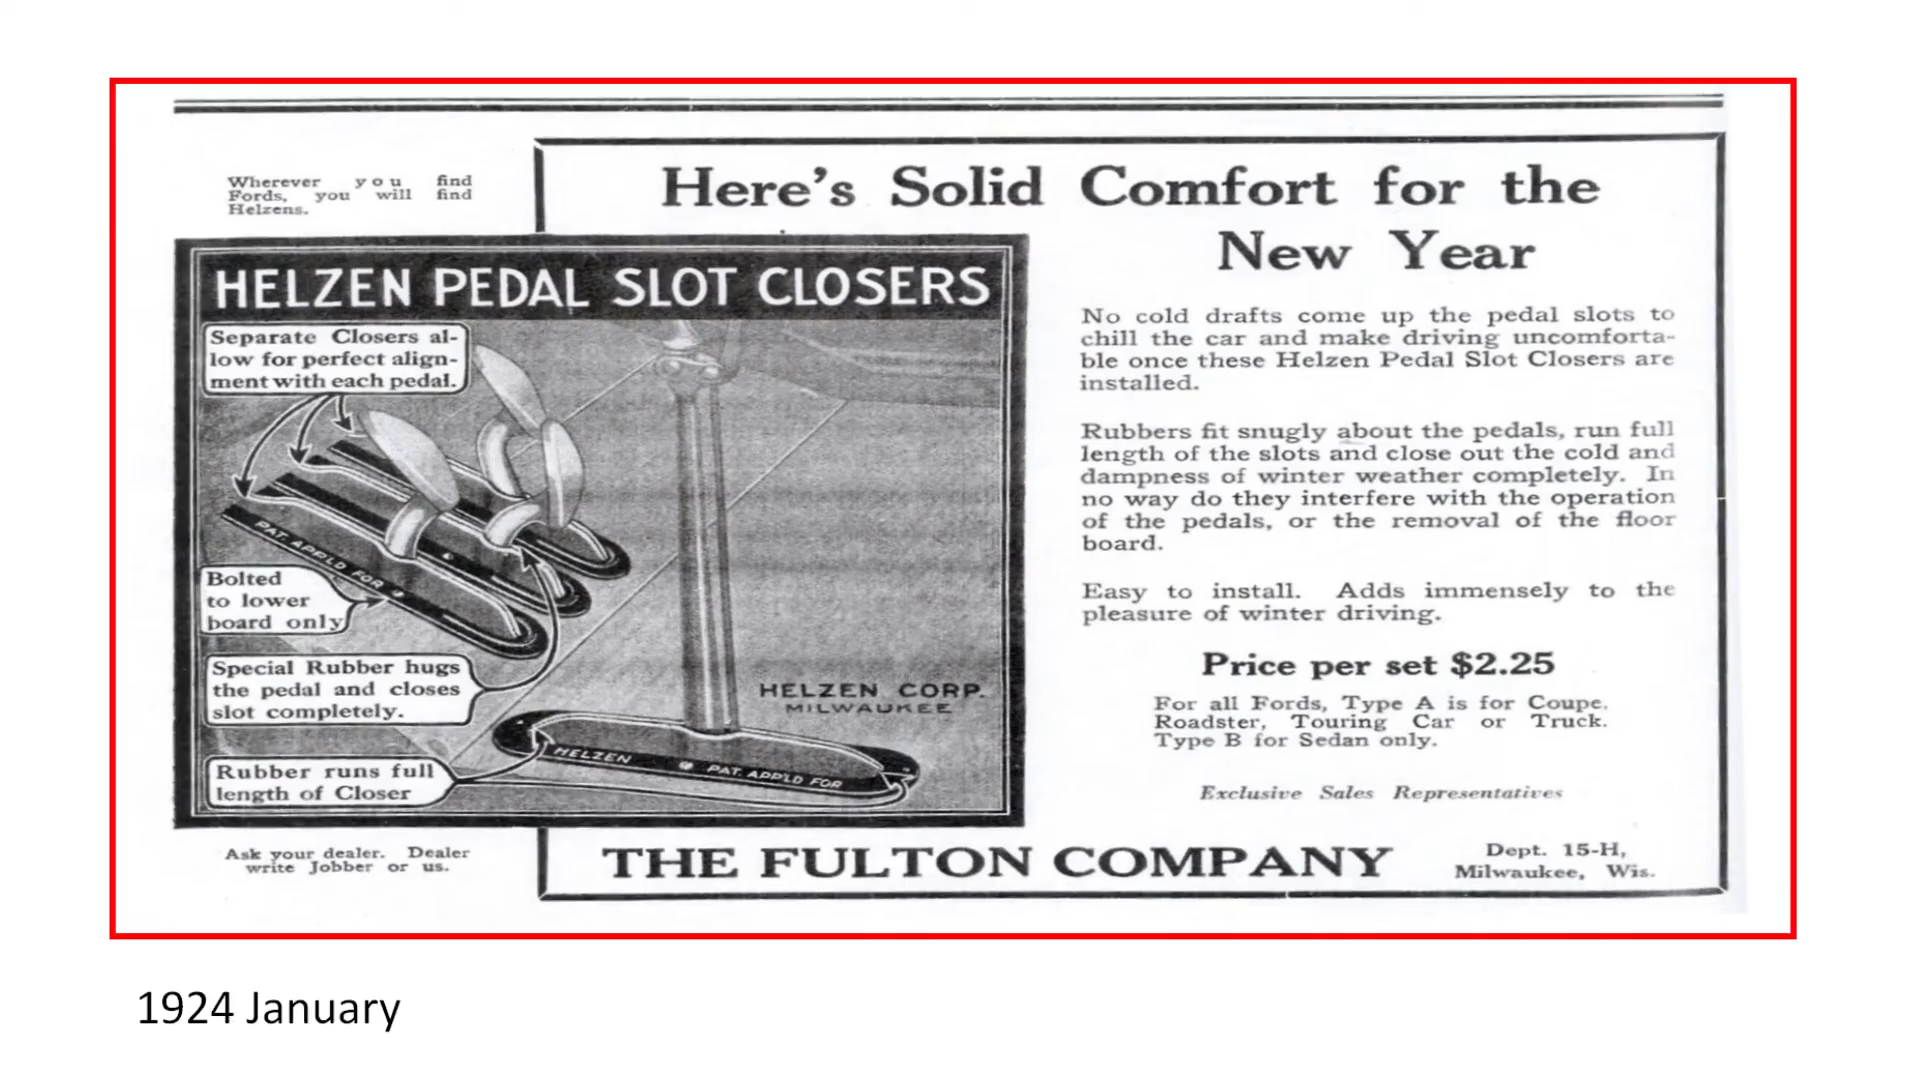 Wherever you find
Fords, you will find
Helzens.
Here's Solid Comfort for the
New Year
HELZEN PEDAL SLOT CLOSERS
Separate Closers al-
low for perfect align-
ment with each pedal.
PAT. APP'LD FOR
Bolted
to lower
board only
Special Rubber hugs
the pedal and closes
slot completely.
Rubber runs full
length of Closer
HELZEN CORP.
MILWAUKEE
HELZEN PAT. APP'LD FOR
No cold drafts come up the pedal slots to
chill the car and make driving uncomforta-
ble once these Helzen Pedal Slot Closers are
installed.
Rubbers fit snugly about the pedals, run full
length of the slots and close out the cold and
dampness of winter weather completely. In
no way do they interfere with the operation
of the pedals, or the removal of the floor
board.
Easy to install. Adds immensely to the
pleasure of winter driving.
Price per set $2.25
For all Fords, Type A is for Coupe,
Roadster, Touring Car or Truck.
Type B for Sedan only.
Exclusive Sales Representatives
Ask your dealer. Dealer
write Jobber or us.
THE FULTON COMPANY
Dept. 15-H,
Milwaukee, Wis.
1924 January